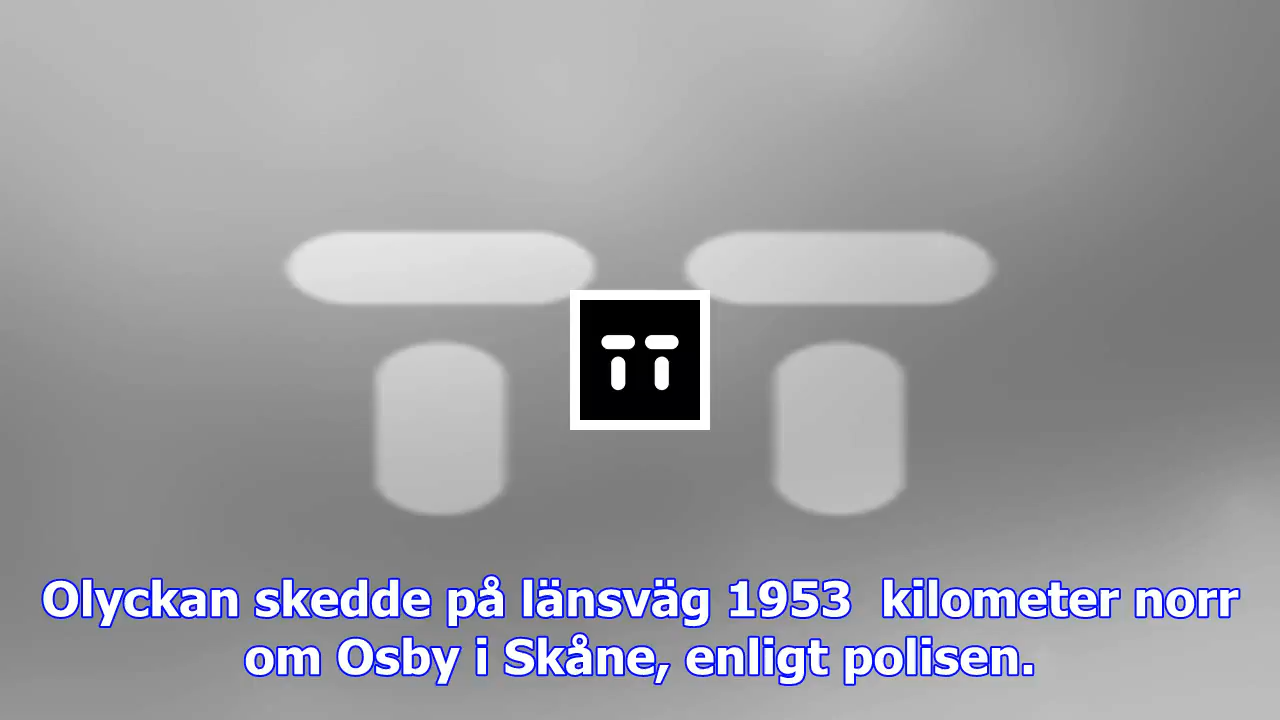 Olyckan skedde på länsväg 1953  kilometer norr
om Osby i Skåne, enligt polisen.